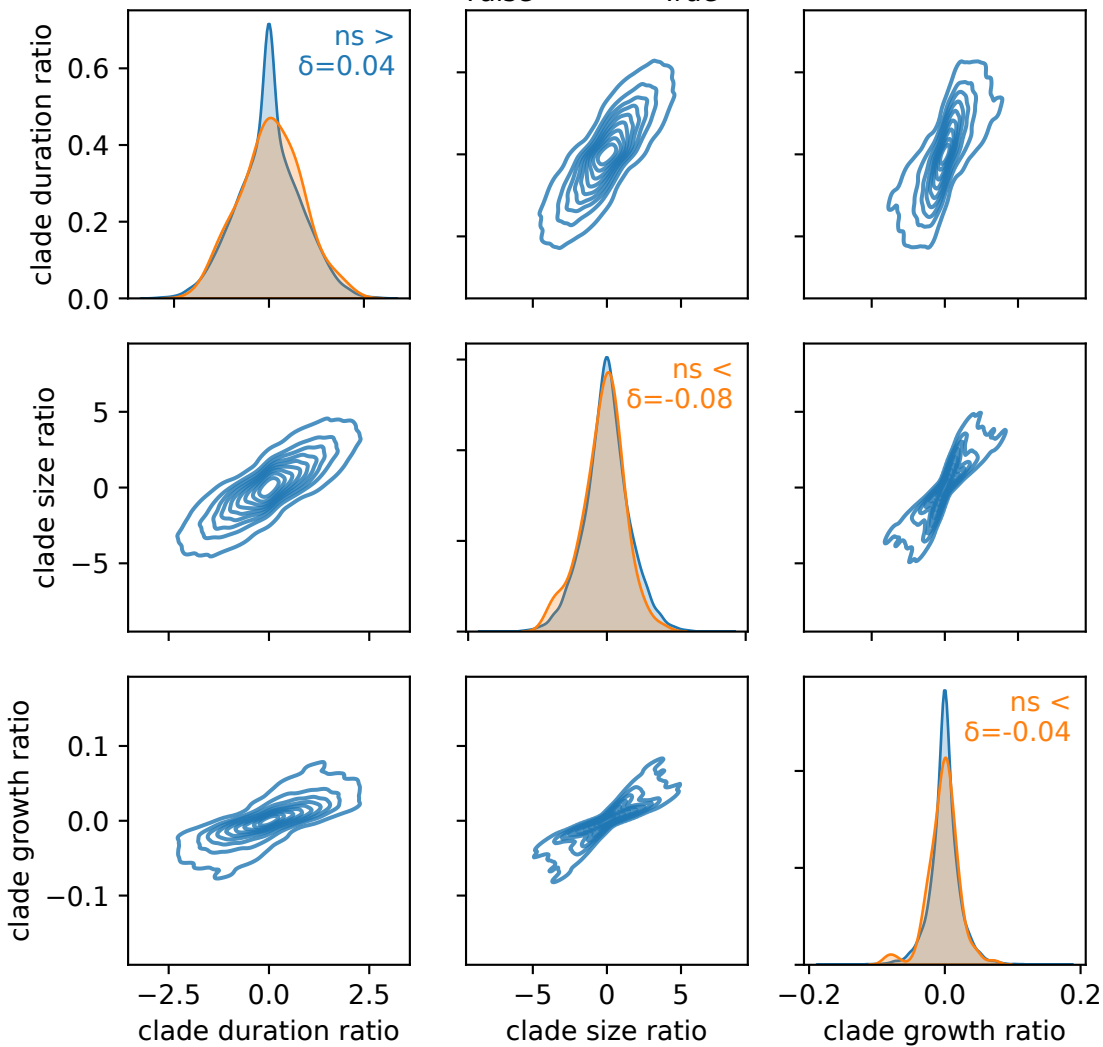 clade duration ratio
0.6
0.4
0.2
0.0
ns >
δ=0.04
clade size ratio
5
0
−5
ns <
δ=-0.08
clade growth ratio
0.1
0.0
−0.1
ns <
δ=-0.04
−2.5 0.0 2.5
−5 0 5
−0.2 0.0 0.2
clade duration ratio
clade size ratio
clade growth ratio